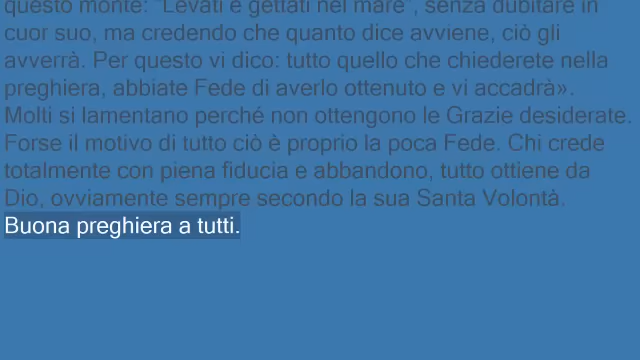 questo monte: "Levati e gettati nel mare", senza dubitare in
cuor suo, ma credendo che quanto dice avviene, ciò gli
avverrà. Per questo vi dico: tutto quello che chiederete nella
preghiera, abbiate Fede di averlo ottenuto e vi accadrà».
Molti si lamentano perché non ottengono le Grazie desiderate.
Forse il motivo di tutto ciò è proprio la poca Fede. Chi crede
totalmente con piena fiducia e abbandono, tutto ottiene da
Dio, ovviamente sempre secondo la sua Santa Volontà.
Buona preghiera a tutti.